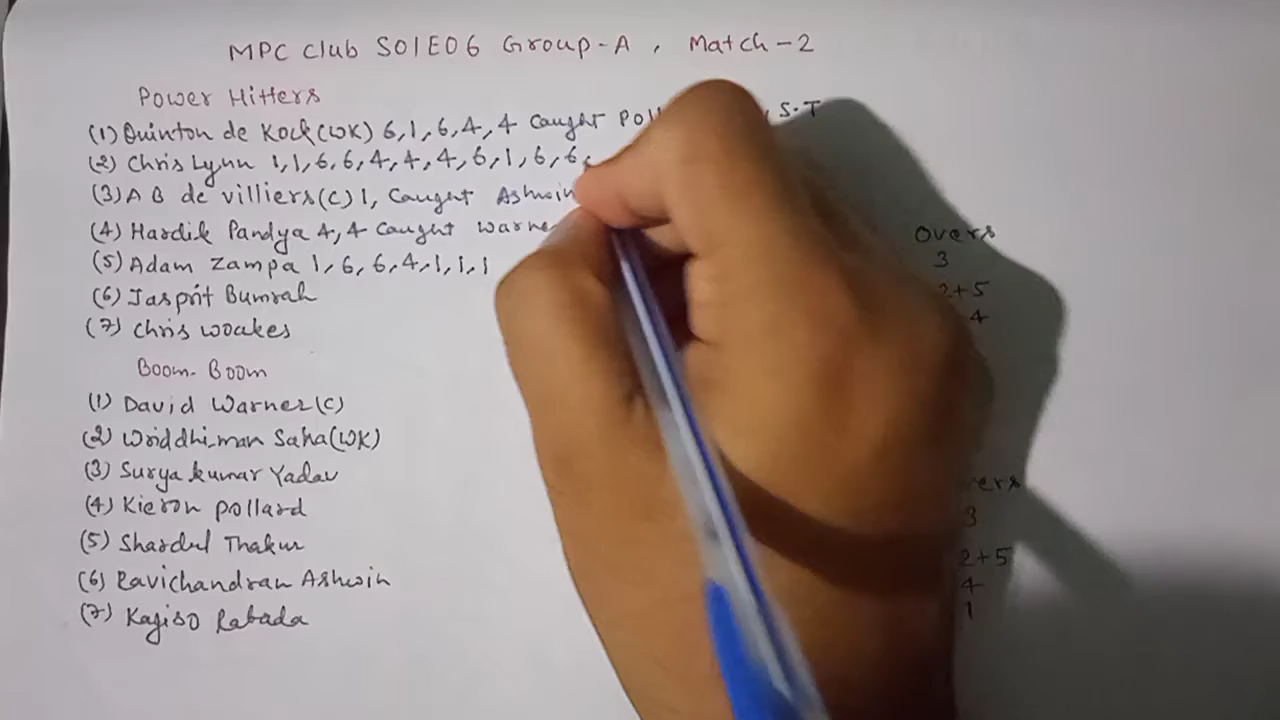 MPC Club S01E06 Group-A, Match-2
Power Hitters
(1) Quinton de Kock(WK) 6,1,6,4,4 Caught S.T
(2) Chris Lynn 1,1,6,6,4,4,4,6,1,6,6
(3) A B de villiers(C) 1, Caught Ashwin
(4) Hardik Pandya 4,4 Caught
(5) Adam Zampa 1,6,6,4,1,1,1
(6) Jasprit Bumrah
(7) Chris woakes
Overs
3
2+5
4
Boom-Boom
(1) David Warner(C)
(2) Wriddhiman Saha(WK)
(3) Surya kumar Yadav
(4) Kieron pollard
(5) Shardul Thakur
(6) Ravichandran Ashwin
(7) Kagiso Rabada
3
2+5
4
1